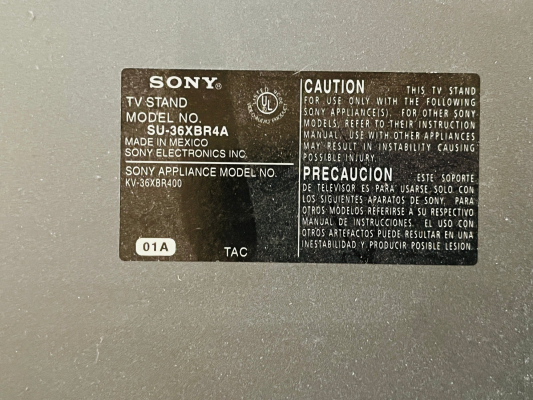 SONY®
TV STAND
MODEL NO.
SU-36XBR4A
MADE IN MEXICO
SONY ELECTRONICS INC.
SONY APPLIANCE MODEL NO.
KV-36XBR400
01A
TAC
UL
CAUTION THIS TV STAND
FOR USE ONLY WITH THE FOLLOWING
SONY APPLIANCE(S). FOR OTHER SONY
MODELS, REFER TO THEIR INSTRUCTION
MANUAL. USE WITH OTHER APPLIANCES
MAY RESULT IN INSTABILITY CAUSING
POSSIBLE INJURY.
PRECAUCION ESTE SOPORTE
DE TELEVISOR ES PARA USARSE SOLO CON
LOS SIGUIENTES APARATOS DE SONY. PARA
OTROS MODELOS REFERIRSE A SU RESPECTIVO
MANUAL DE INSTRUCCIONES. EL USO CON
OTROS ARTEFACTOS PUEDE RESULTAR EN UNA
INESTABILIDAD Y PRODUCIR POSIBLE LESION.